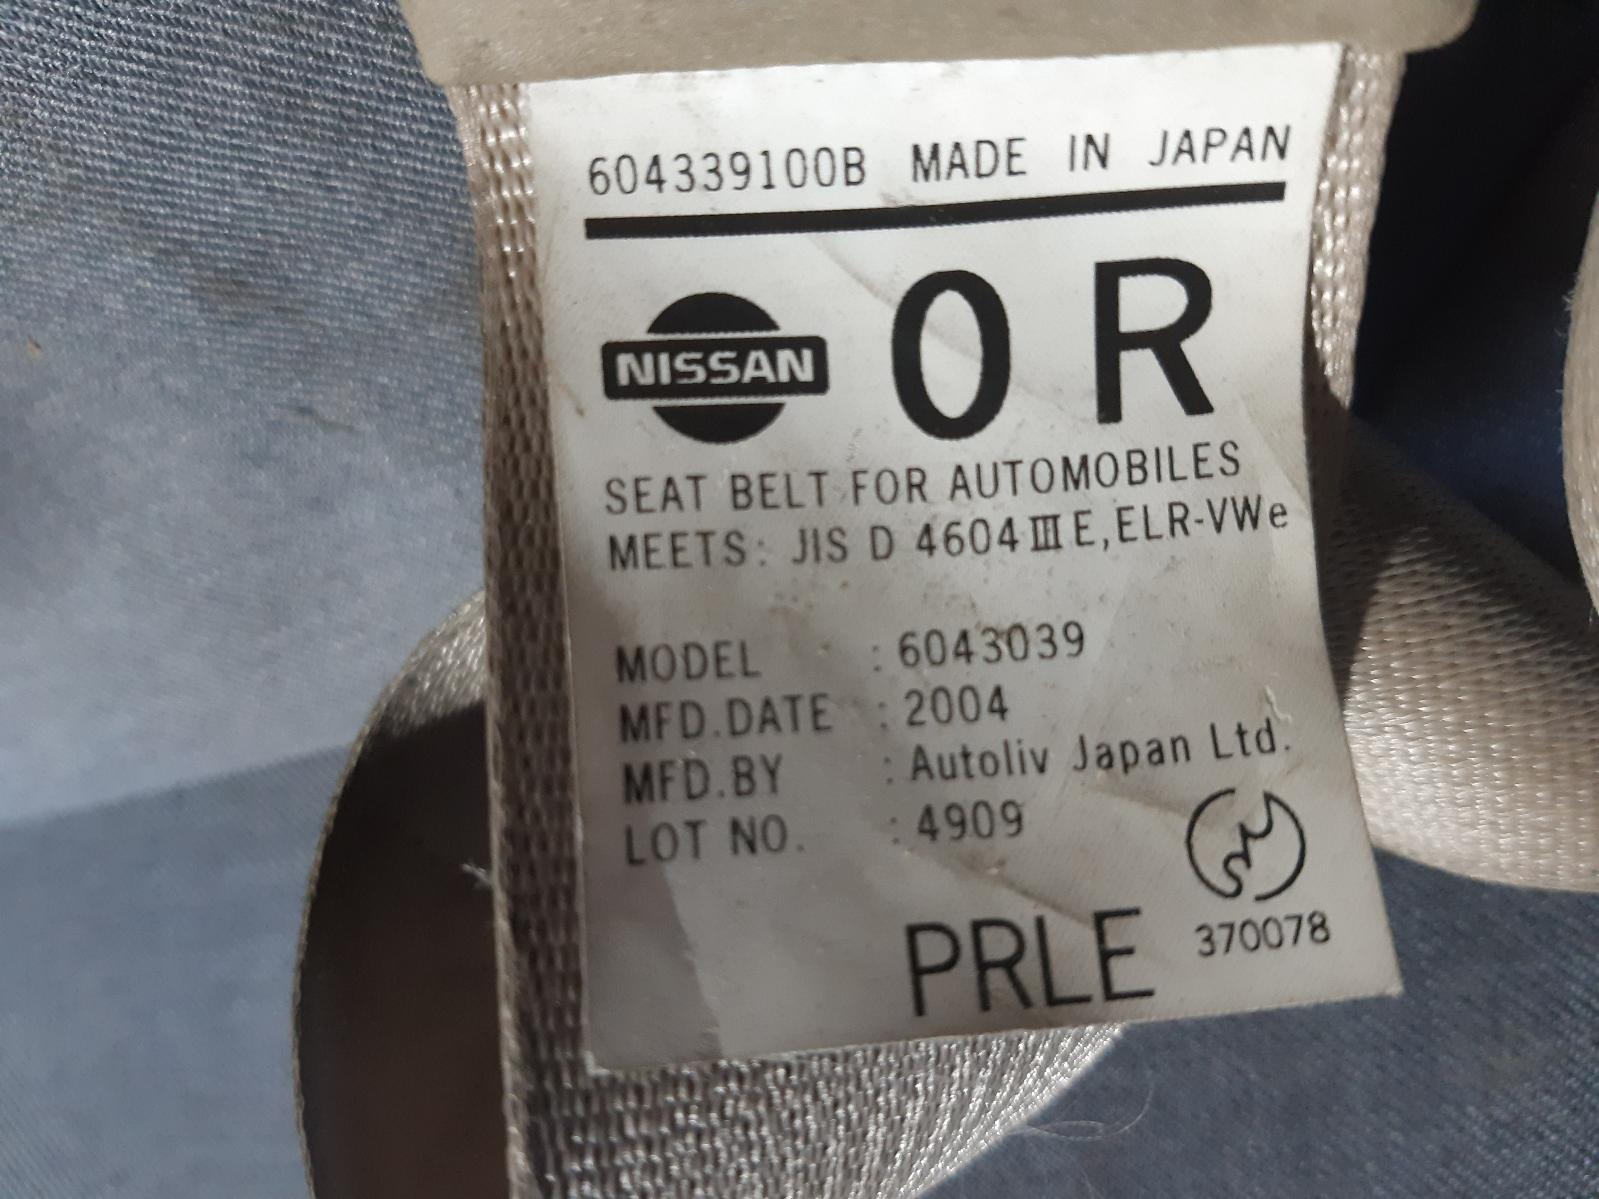 604339100B MADE IN JAPAN
NISSAN O R
SEAT BELT FOR AUTOMOBILES
MEETS: JIS D 4604 III E, ELR-VWe
MODEL : 6043039
MFD.DATE : 2004
MFD.BY : Autoliv Japan Ltd.
LOT NO. : 4909
PRLE 370078